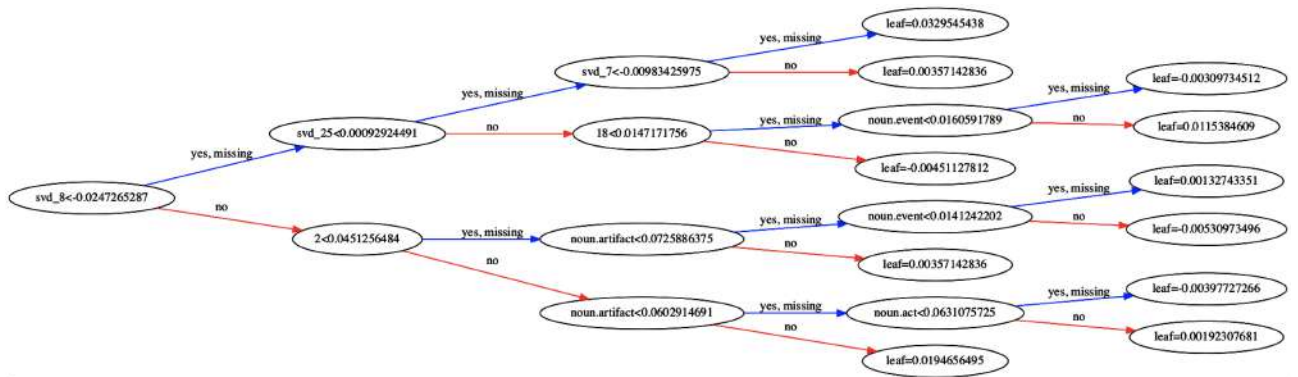 leaf=0.0329545438
yes, missing
svd_7<-0.00983425975
no
leaf=0.00357142836
leaf=-0.00309734512
yes, missing
yes, missing
yes, missing
noun.event<0.0160591789
no
svd_25<0.00092924491
no
18<0.0147171756
leaf=0.0115384609
yes, missing
no
leaf=-0.00451127812
leaf=0.00132743351
svd_8<-0.0247265287
yes, missing
no
yes, missing
noun.event<0.0141242202
no
2<0.0451256484
yes, missing
noun.artifact<0.0725886375
leaf=-0.00530973496
no
no
leaf=0.00357142836
leaf=-0.00397727266
yes, missing
yes, missing
noun.artifact<0.0602914691
noun.act<0.0631075725
no
no
leaf=0.00192307681
leaf=0.0194656495